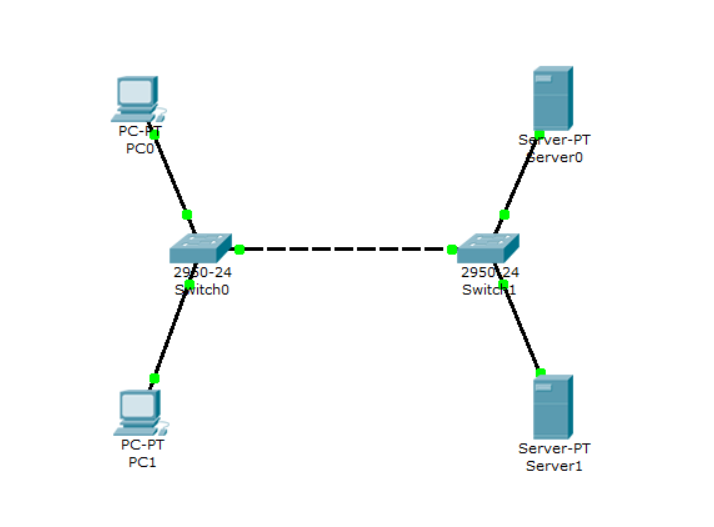 PC-PT
PC0
Server-PT
Server0
2950-24
Switch0
2950-24
Switch1
PC-PT
PC1
Server-PT
Server1